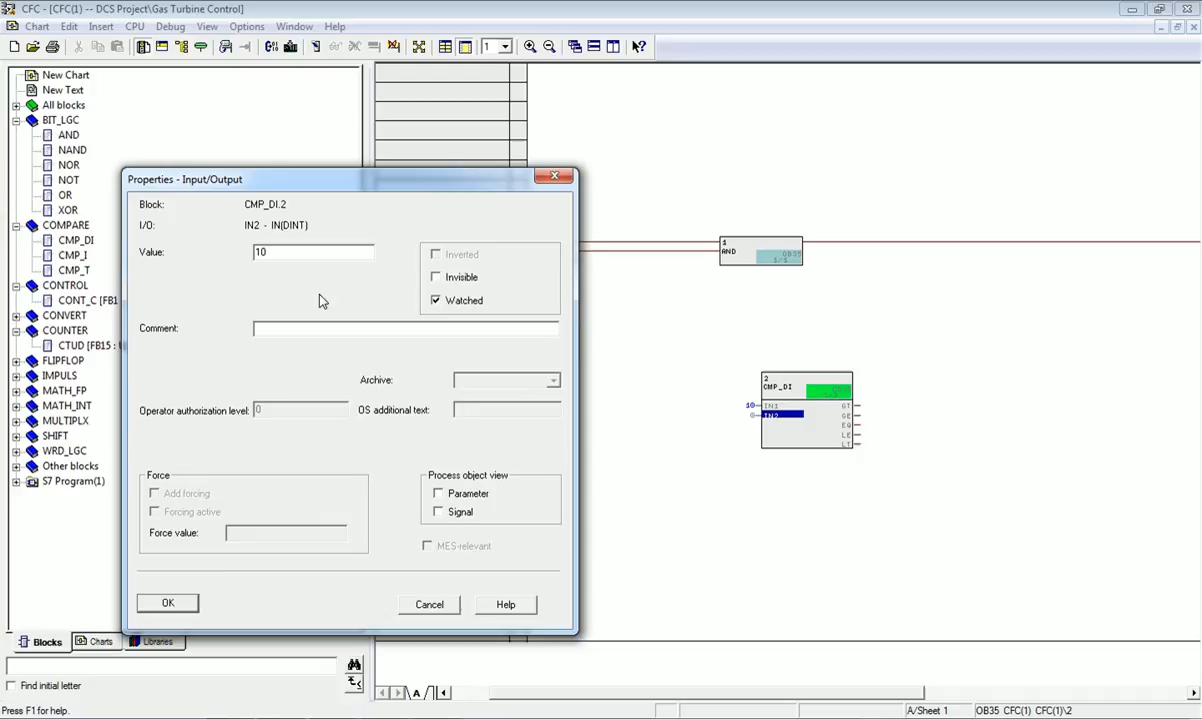 CFC - [CFC(1) -- DCS Project\Gas Turbine Control]
Chart Edit Insert CPU Debug View Options Window Help
1
New Chart
New Text
All blocks
BIT_LGC
AND
NAND
NOR
NOT
OR
XOR
COMPARE
CMP_DI
CMP_I
CMP_T
CONTROL
CONT_C [FB1
CONVERT
COUNTER
CTUD [FB15 :
FLIPFLOP
IMPULS
MATH_FP
MATH_INT
MULTIPLX
SHIFT
WRD_LGC
Other blocks
S7 Program(1)
Blocks Charts Libraries
Find initial letter
Press F1 for help.
Properties - Input/Output
Block: CMP_DI.2
I/O: IN2 - IN(DINT)
Value: 10
Inverted
Invisible
Watched
Comment:
Archive:
Operator authorization level: 0
OS additional text:
Force
Add forcing
Forcing active
Force value:
Process object view
Parameter
Signal
MES-relevant
OK Cancel Help
1
AND
OB35
1/1
2
CMP_DI
10 IN1 GT
0 IN2 GE
EQ
LE
LT
A
A/Sheet 1 OB35 CFC(1) CFC(1)\2